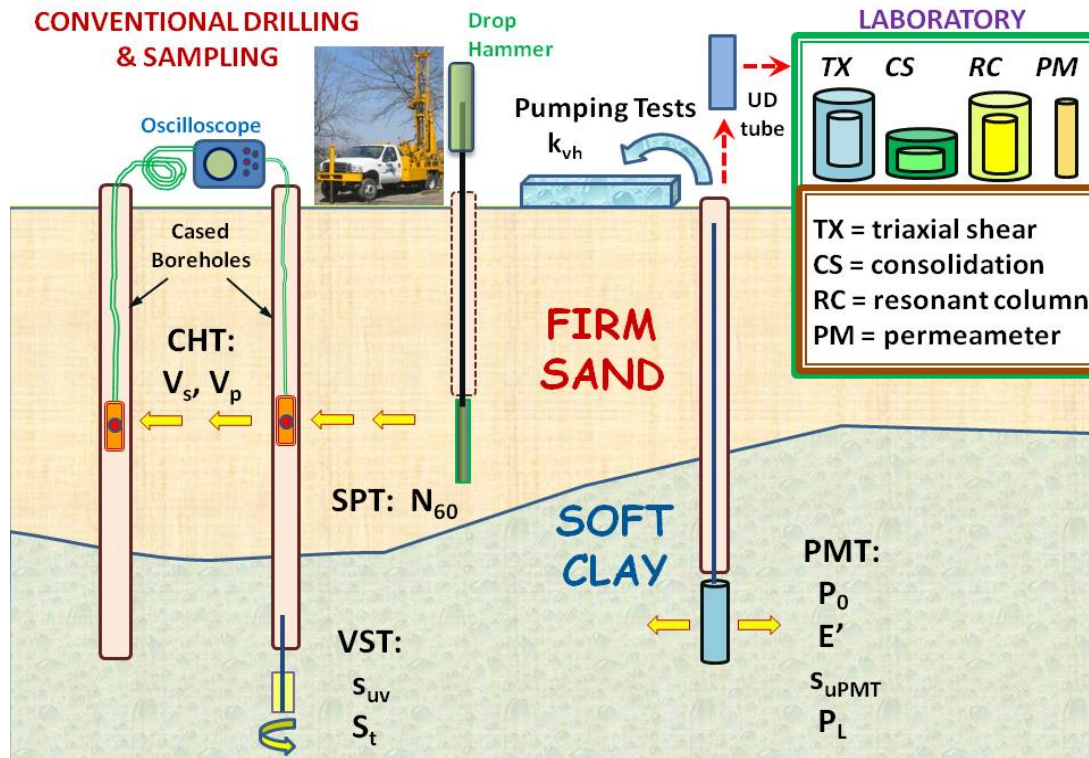 CONVENTIONAL DRILLING
& SAMPLING
Oscilloscope
Drop
Hammer
Pumping Tests
k_vh
UD
tube
LABORATORY
TX CS RC PM
TX = triaxial shear
CS = consolidation
RC = resonant column
PM = permeameter
Cased
Boreholes
CHT:
V_s, V_p
FIRM
SAND
SPT: N_60
SOFT
CLAY
VST:
s_uv
S_t
PMT:
P_0
E’
s_uPMT
P_L